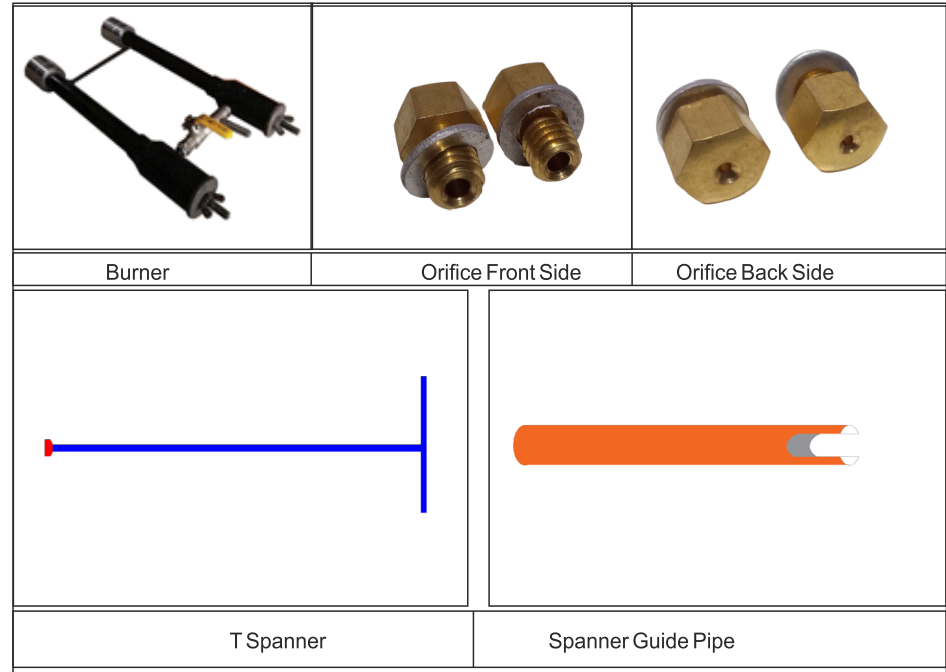 Burner
Orifice Front Side
Orifice Back Side
T Spanner
Spanner Guide Pipe